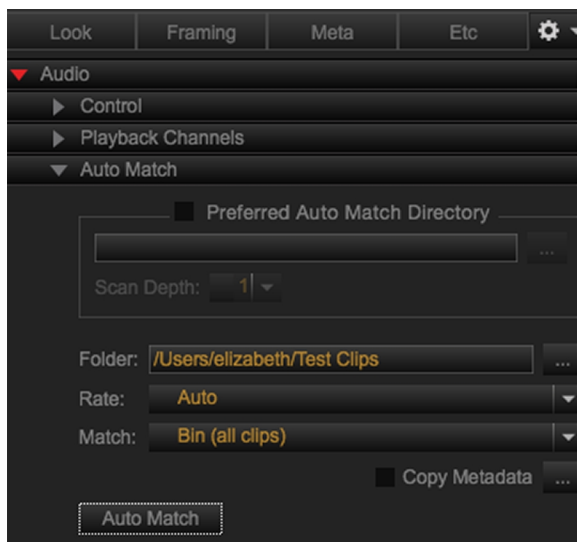 Look Framing Meta Etc
Audio
Control
Playback Channels
Auto Match
Preferred Auto Match Directory
...
Scan Depth: 1
Folder: /Users/elizabeth/Test Clips ...
Rate: Auto
Match: Bin (all clips)
Copy Metadata ...
Auto Match